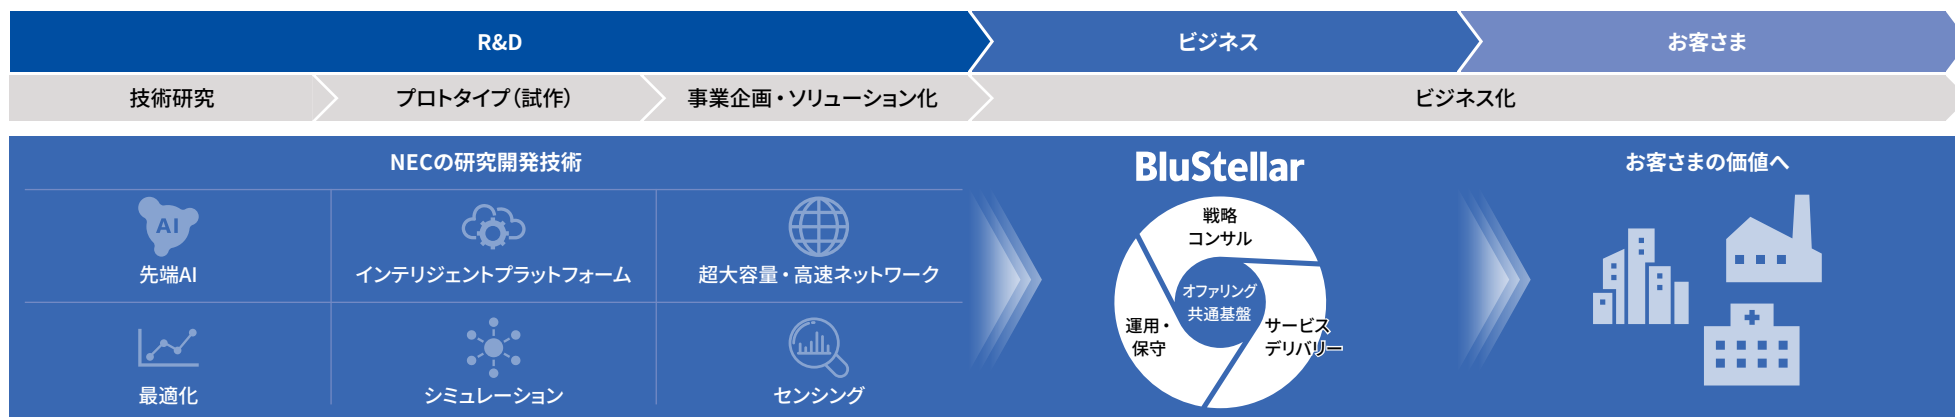 R&D
ビジネス
お客さま
技術研究
プロトタイプ（試作）
事業企画・ソリューション化
ビジネス化
NECの研究開発技術
AI
先端AI
インテリジェントプラットフォーム
超大容量・高速ネットワーク
最適化
シミュレーション
センシング
BluStellar
戦略
コンサル
オファリング
共通基盤
運用・
保守
サービス
デリバリー
お客さまの価値へ